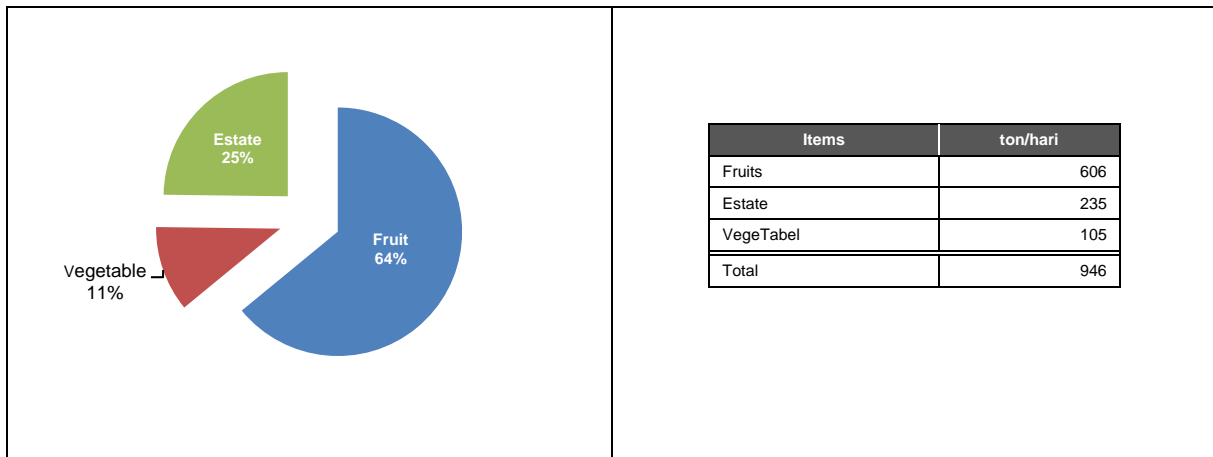 Estate
25%
Fruit
64%
Vegetable
11%
Items ton/hari
Fruits 606
Estate 235
VegeTabel 105
Total 946